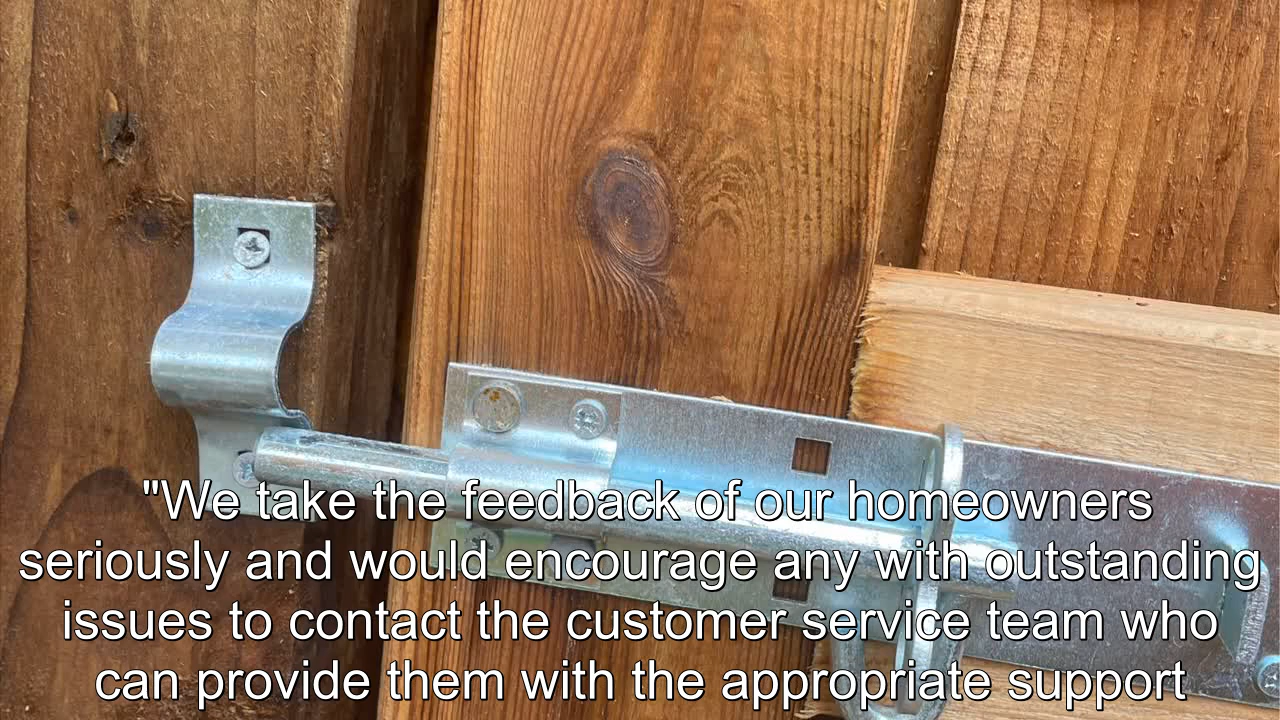 "We take the feedback of our homeowners
seriously and would encourage any with outstanding
issues to contact the customer service team who
can provide them with the appropriate support